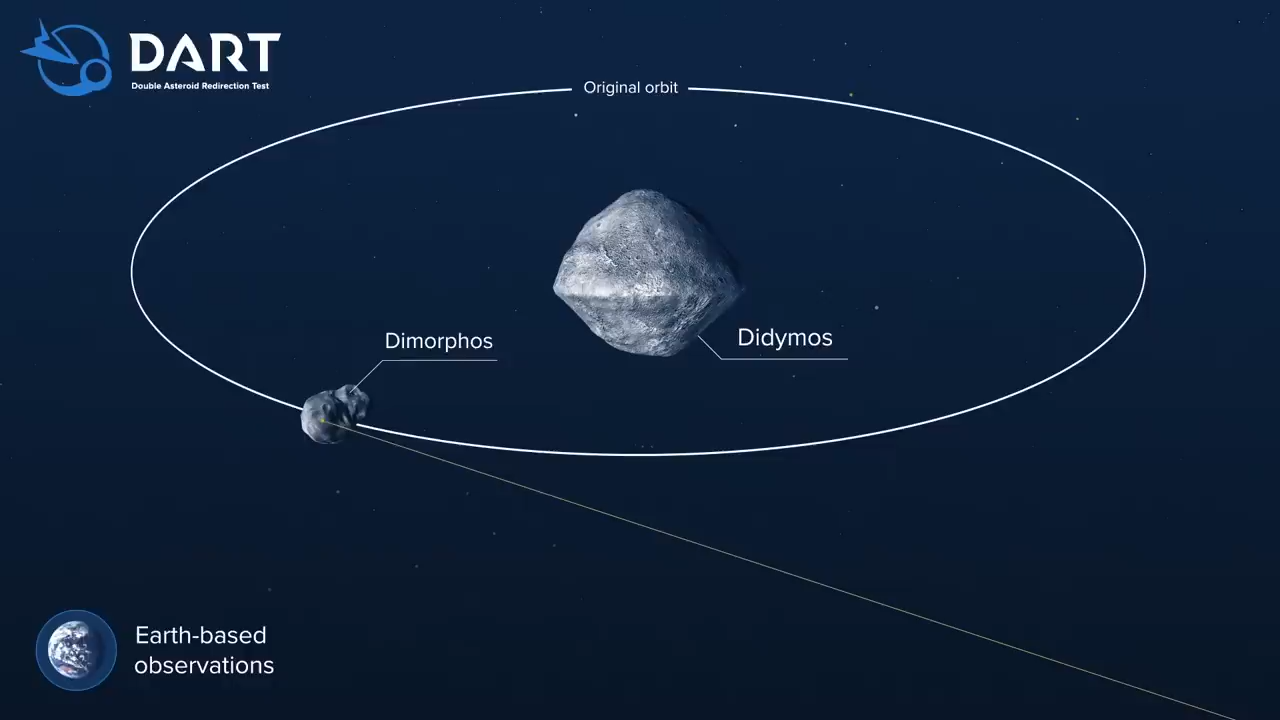 DART
Double Asteroid Redirection Test
Original orbit
Didymos
Dimorphos
Earth-based
observations